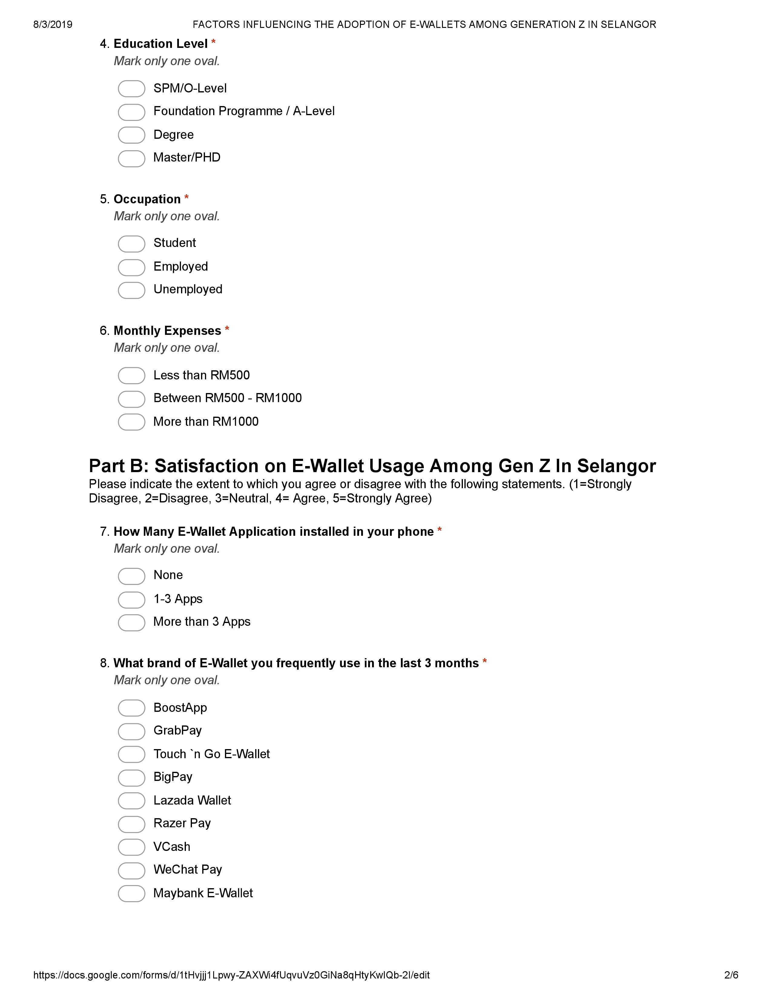 8/3/2019 FACTORS INFLUENCING THE ADOPTION OF E-WALLETS AMONG GENERATION Z IN SELANGOR
4. Education Level *
Mark only one oval.
SPM/O-Level
Foundation Programme / A-Level
Degree
Master/PHD
5. Occupation *
Mark only one oval.
Student
Employed
Unemployed
6. Monthly Expenses *
Mark only one oval.
Less than RM500
Between RM500 - RM1000
More than RM1000
Part B: Satisfaction on E-Wallet Usage Among Gen Z In Selangor
Please indicate the extent to which you agree or disagree with the following statements. (1=Strongly
Disagree, 2=Disagree, 3=Neutral, 4= Agree, 5=Strongly Agree)
7. How Many E-Wallet Application installed in your phone *
Mark only one oval.
None
1-3 Apps
More than 3 Apps
8. What brand of E-Wallet you frequently use in the last 3 months *
Mark only one oval.
BoostApp
GrabPay
Touch `n Go E-Wallet
BigPay
Lazada Wallet
Razer Pay
VCash
WeChat Pay
Maybank E-Wallet
https://docs.google.com/forms/d/1tHvjjj1Lpwy-ZAXWi4fUqvuVz0GiNa8qHtyKwlQb-2I/edit 2/6